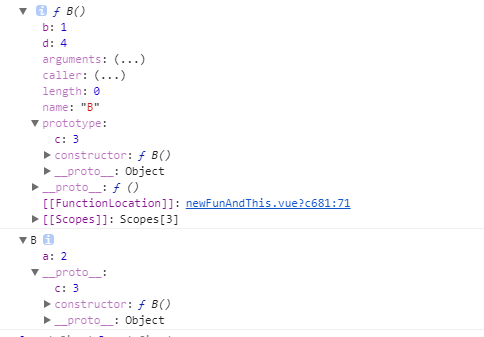 ƒ B()
b: 1
d: 4
arguments: (...)
caller: (...)
length: 0
name: "B"
prototype:
c: 3
constructor: ƒ B()
__proto__: Object
__proto__: ƒ ()
[[FunctionLocation]]: newFunAndThis.vue?c681:71
[[Scopes]]: Scopes[3]
B
a: 2
__proto__:
c: 3
constructor: ƒ B()
__proto__: Object